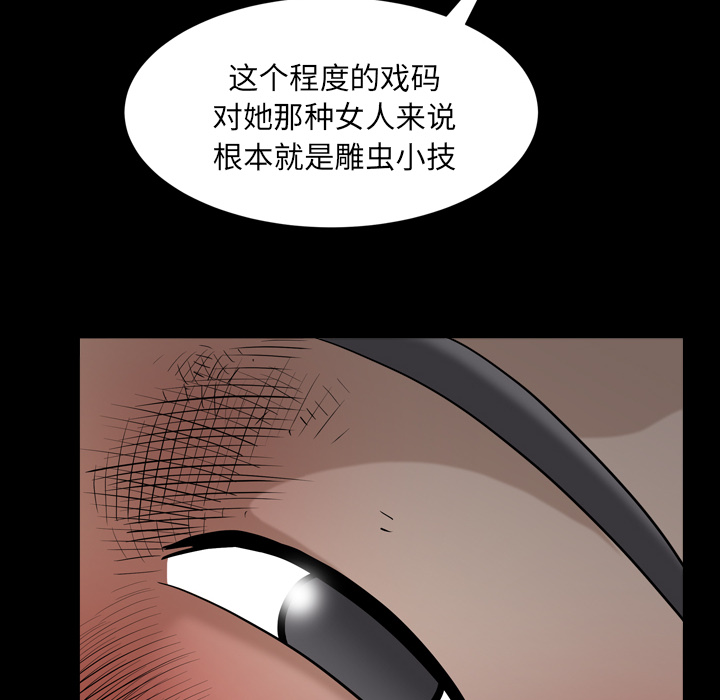 这个程度的戏码
对她那种女人来说
根本就是雕虫小技